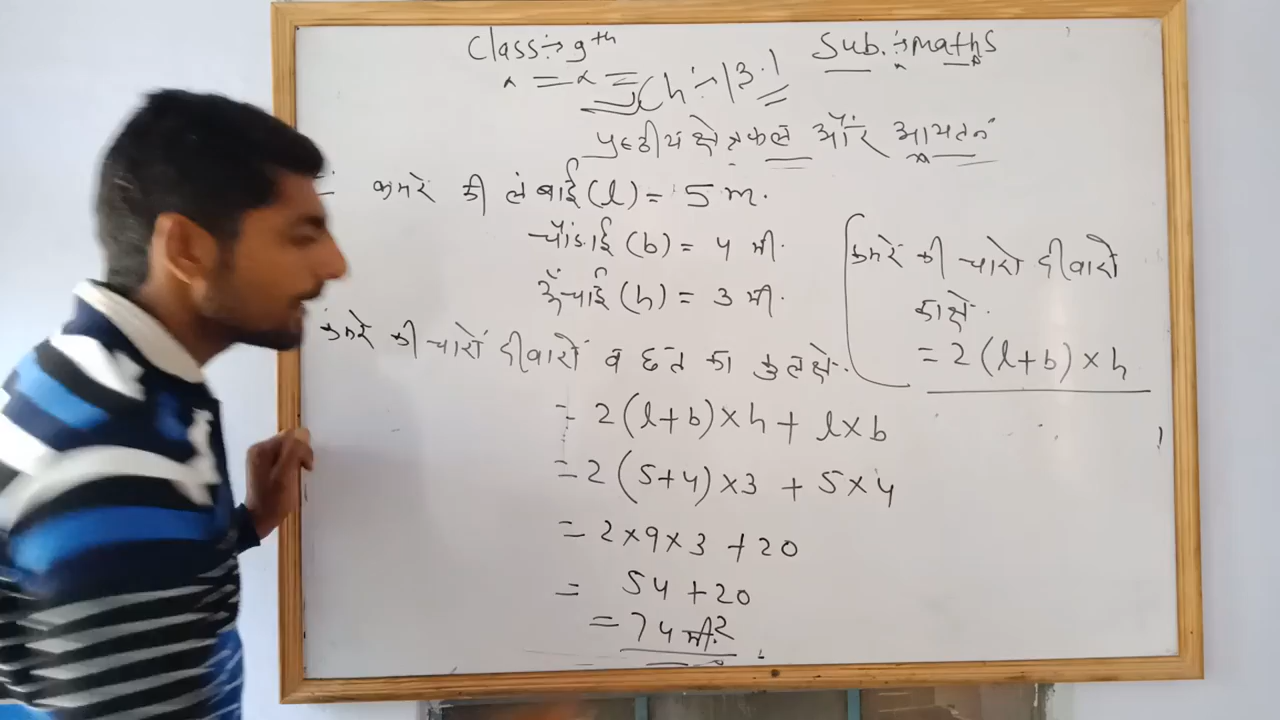 Class:- 9th
Sub. :- maths
Ch :- 13.1
पृष्ठीय क्षेत्रफल और आयतन
कमरे की लंबाई (l) = 5 m.
चौडाई (b) = 4 मी.
ऊँचाई (h) = 3 मी.
कमरे की चारों दीवारों व छत का कुल क्षे.
= 2(l+b)×h + l×b
= 2(5+4)×3 + 5×4
= 2×9×3 +20
= 54 +20
= 74 मी.²
कमरे की चारों दीवारों
का क्षे.
= 2(l+b)×h